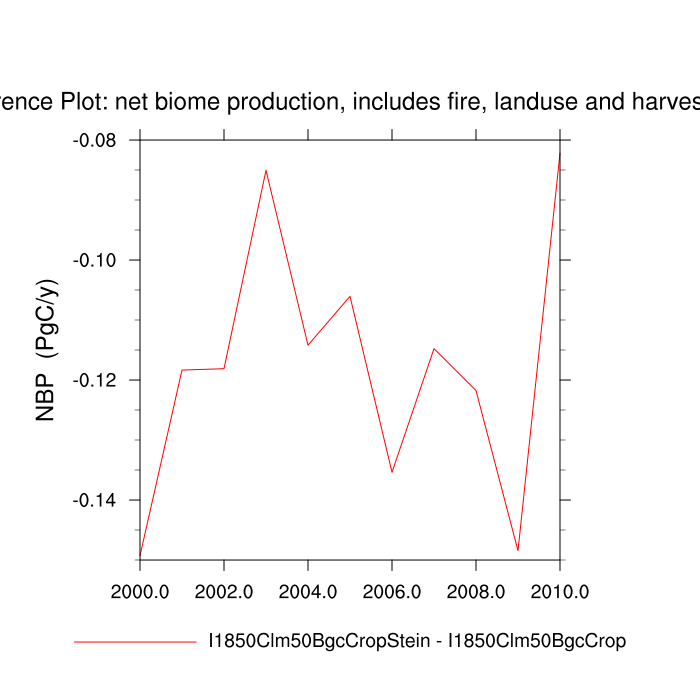 rence Plot: net biome production, includes fire, landuse and harves
-0.08
-0.10
-0.12
-0.14
NBP (PgC/y)
2000.0 2002.0 2004.0 2006.0 2008.0 2010.0
I1850Clm50BgcCropStein - I1850Clm50BgcCrop